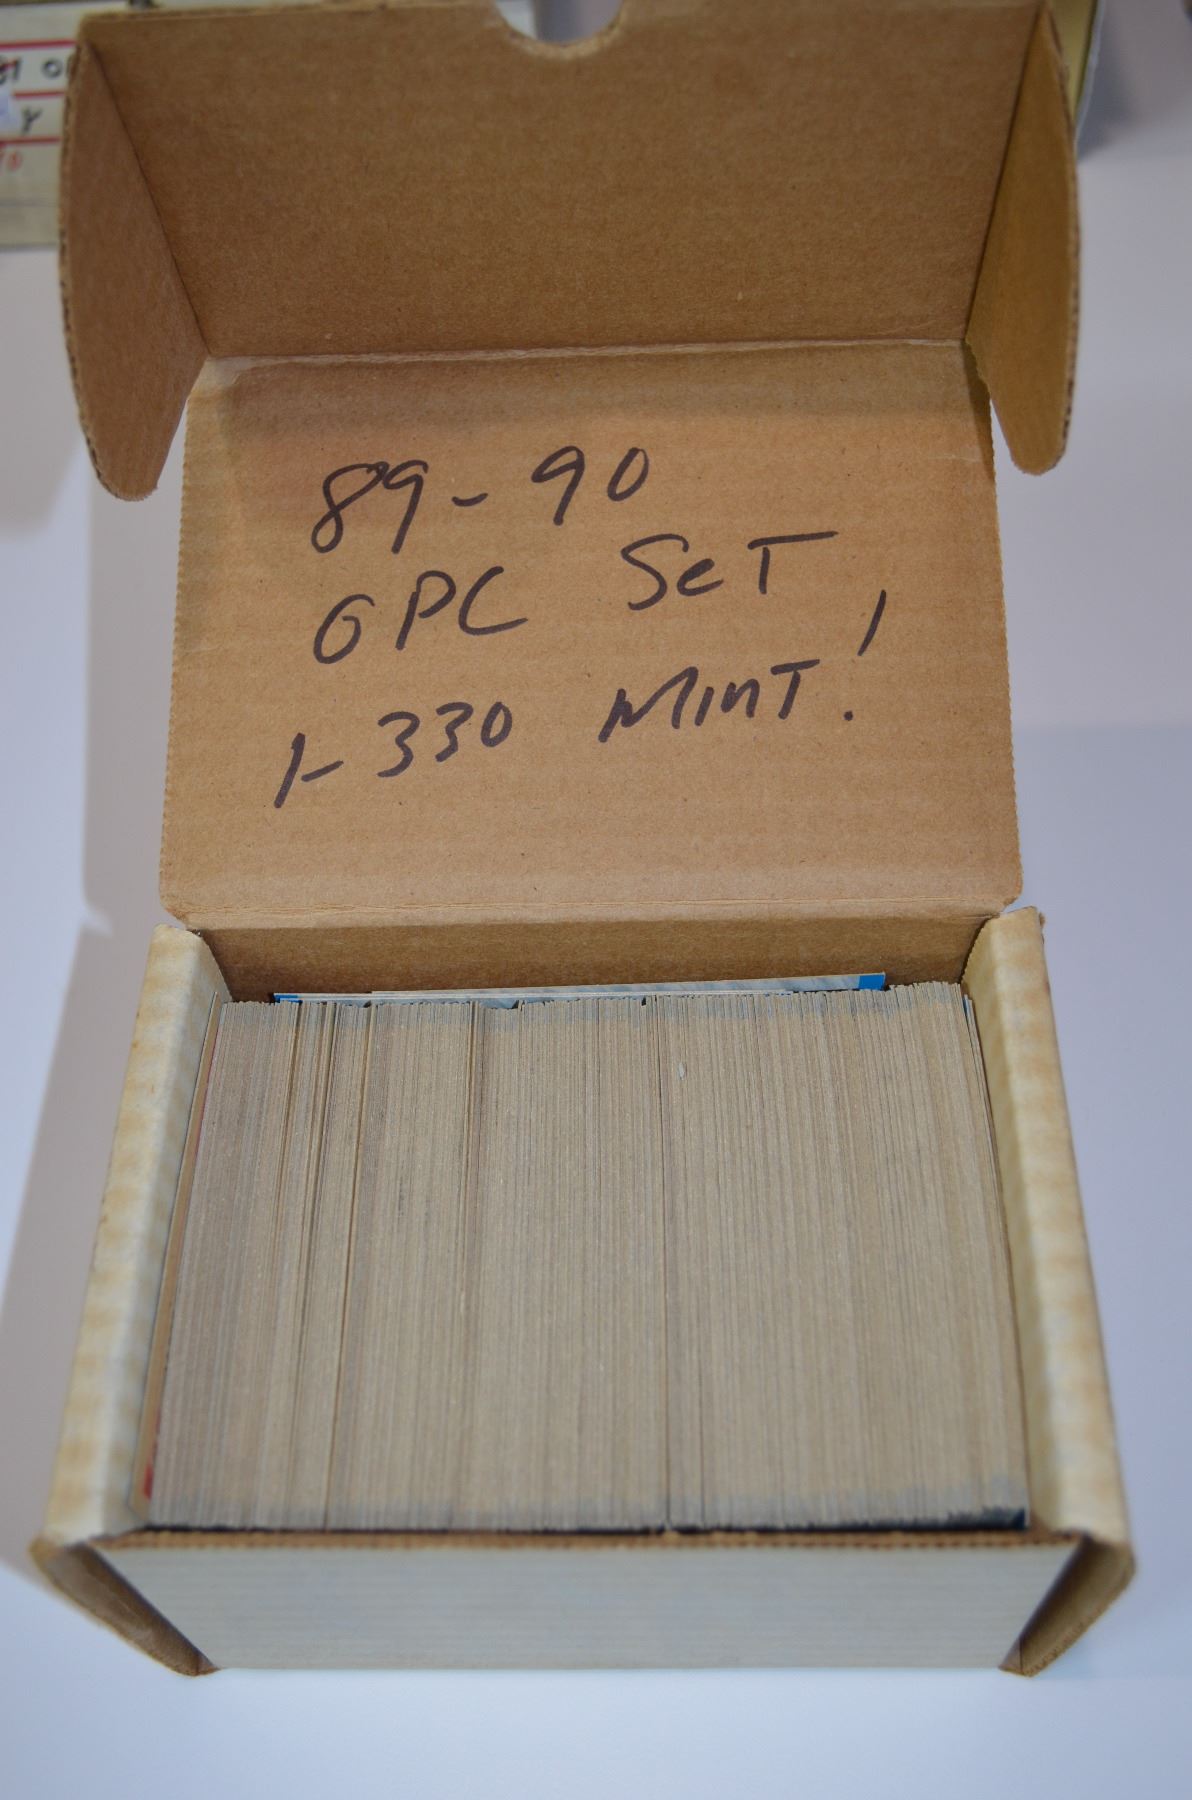 89-90
OPC SeT
1-330 MinT!